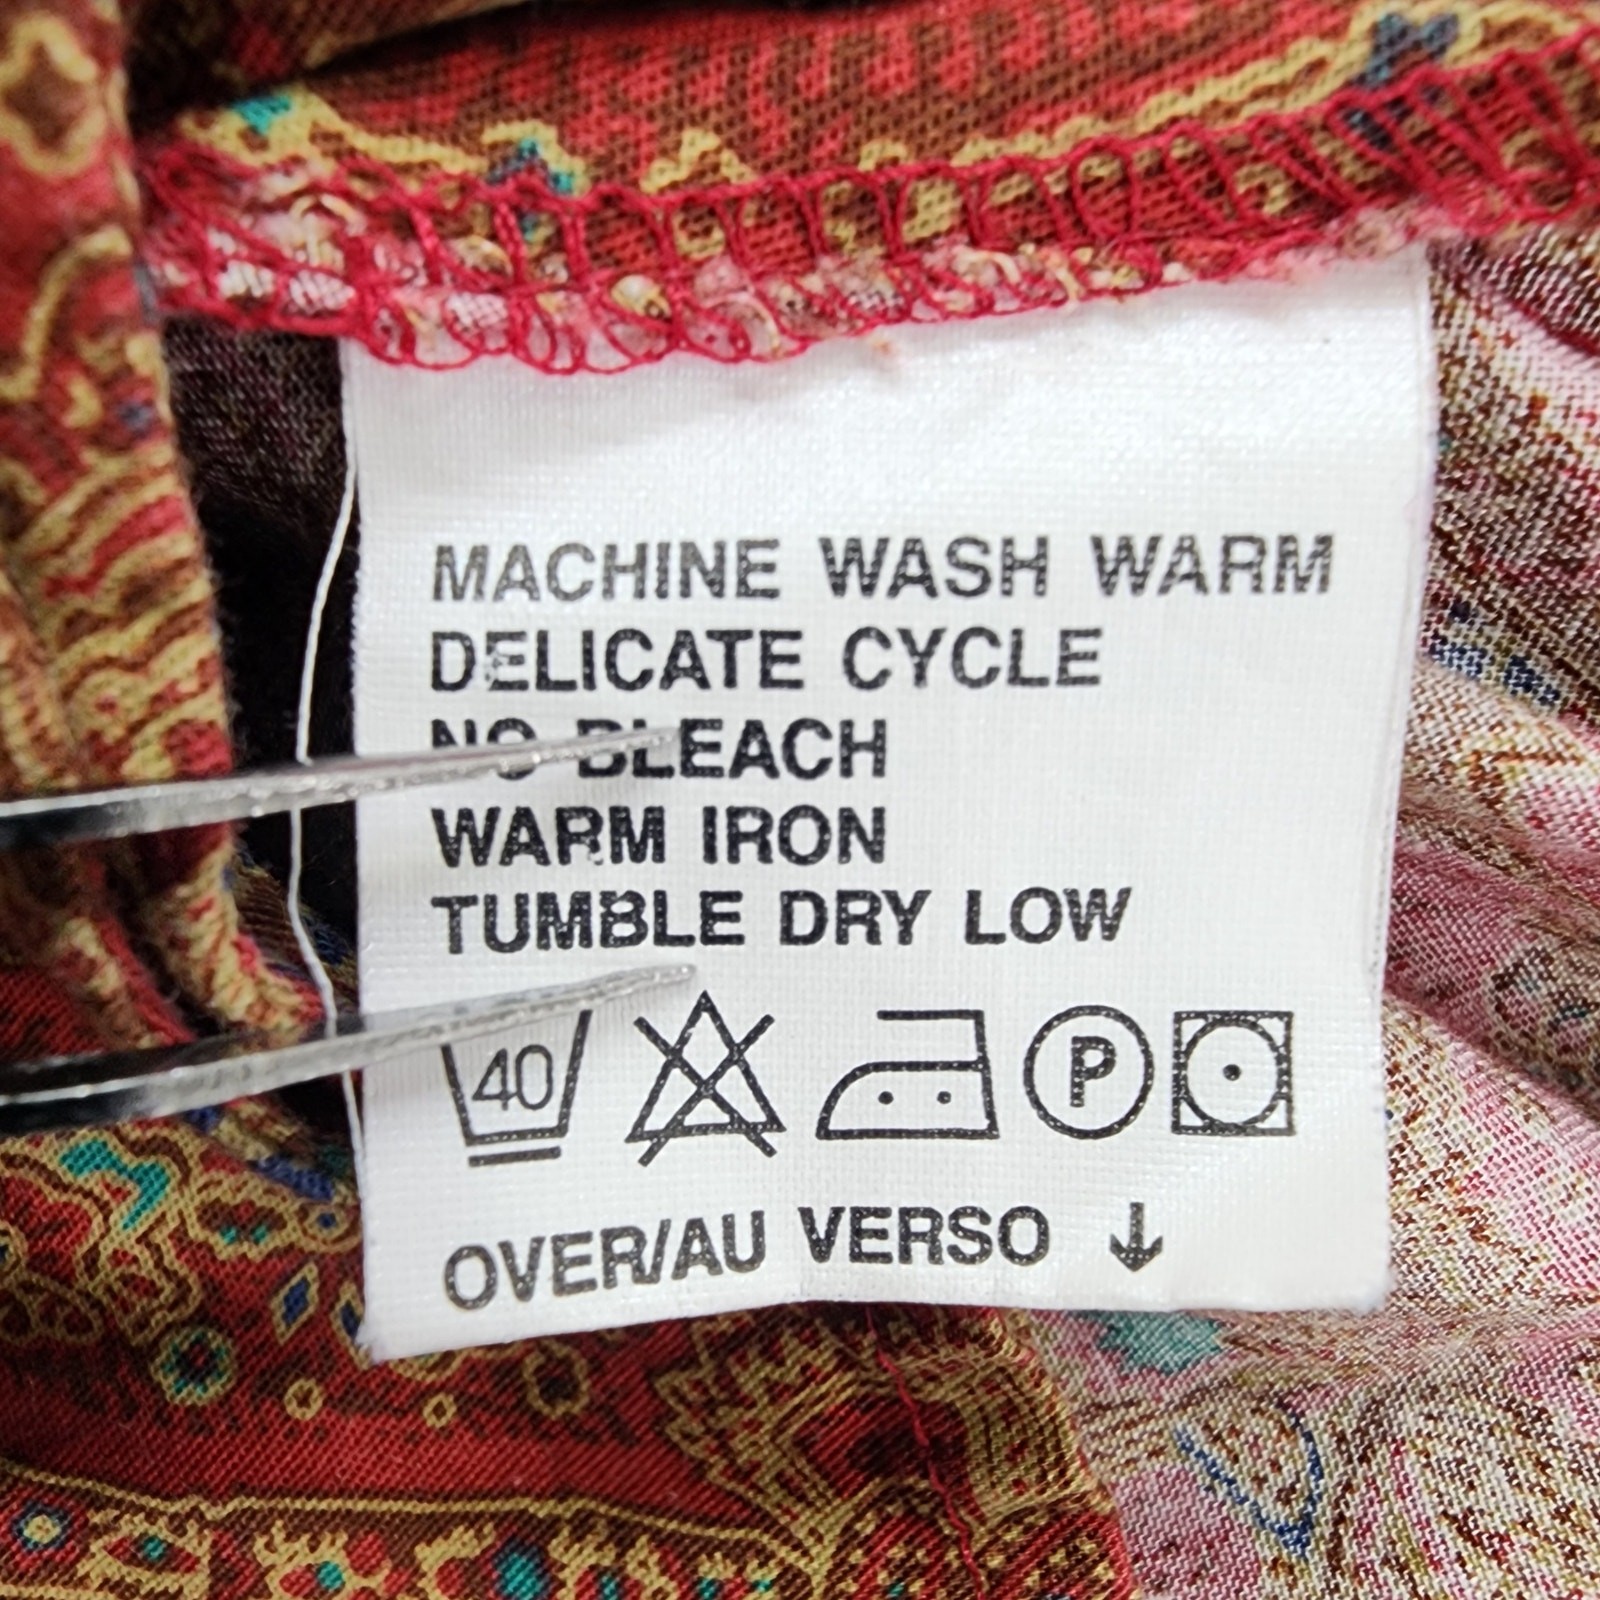 MACHINE WASH WARM
DELICATE CYCLE
NO BLEACH
WARM IRON
TUMBLE DRY LOW
40 P
OVER/AU VERSO ↓